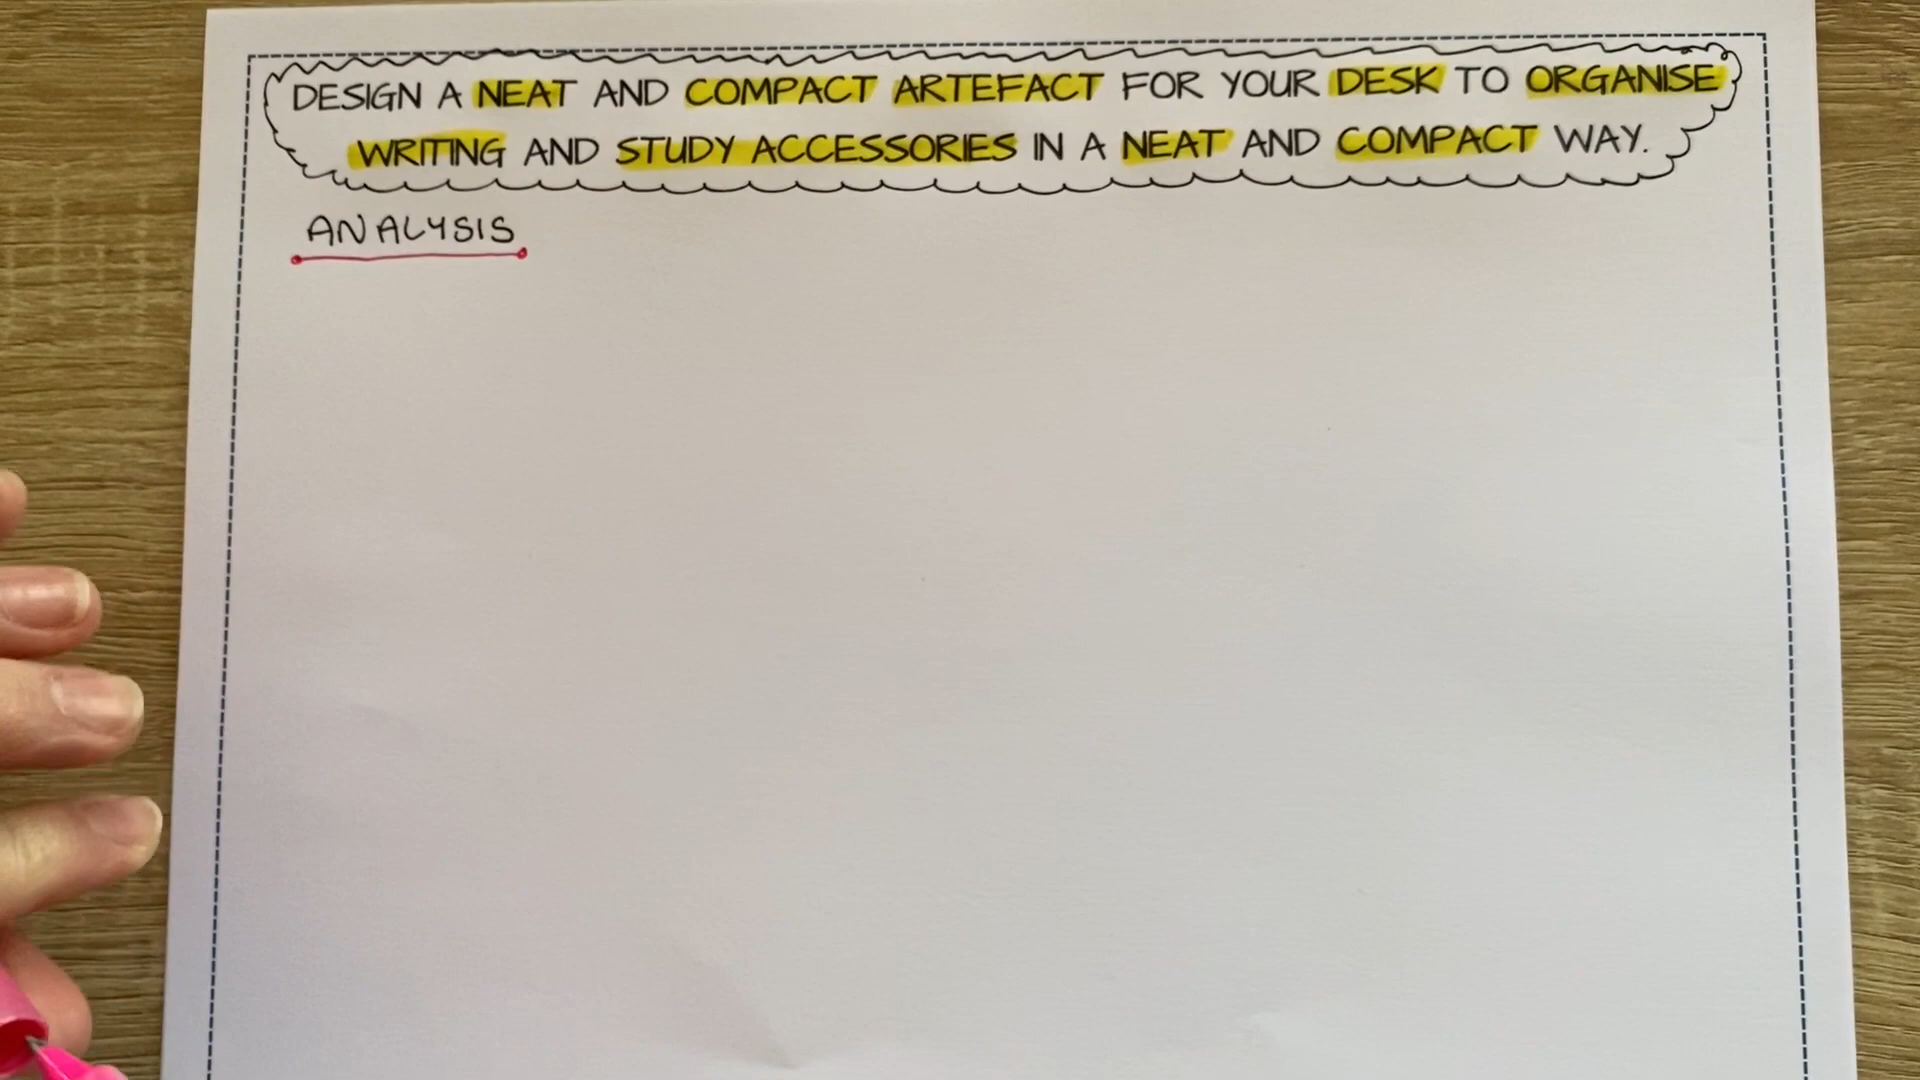 DESIGN A NEAT AND COMPACT ARTEFACT FOR YOUR DESK TO ORGANISE
WRITING AND STUDY ACCESSORIES IN A NEAT AND COMPACT WAY.
ANALYSIS